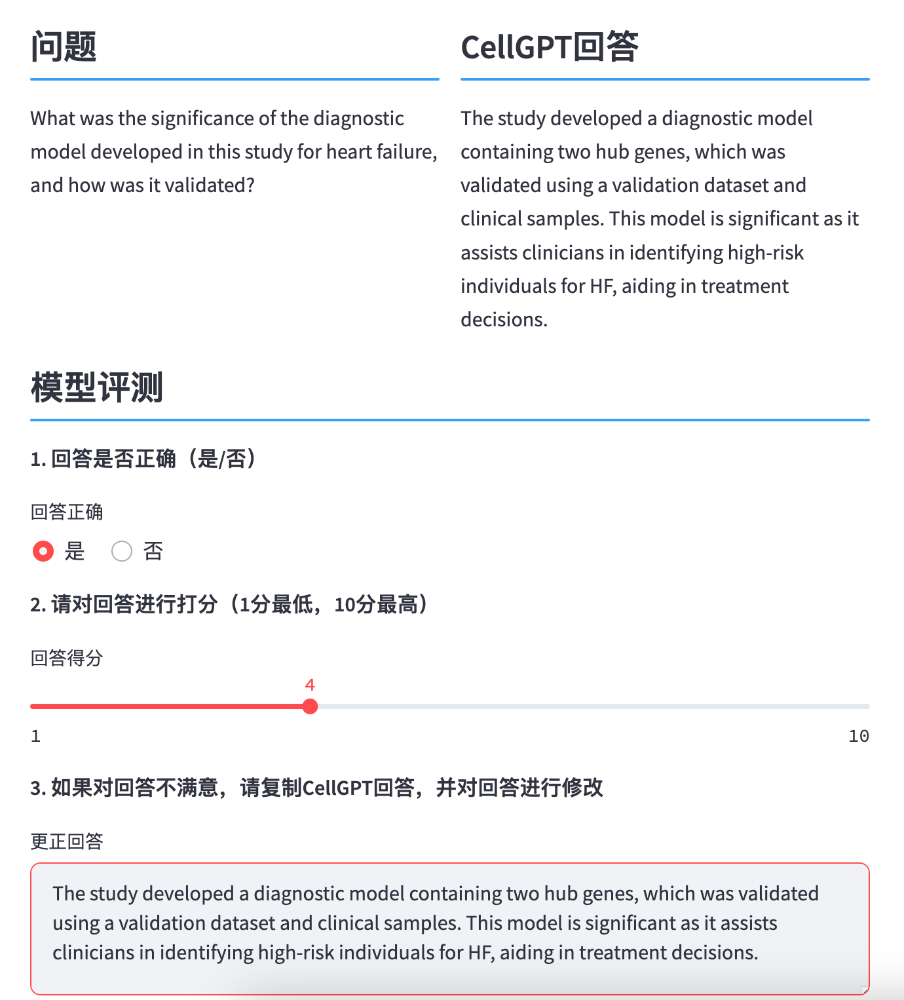 问题
What was the significance of the diagnostic
model developed in this study for heart failure,
and how was it validated?
CellGPT回答
The study developed a diagnostic model
containing two hub genes, which was
validated using a validation dataset and
clinical samples. This model is significant as it
assists clinicians in identifying high-risk
individuals for HF, aiding in treatment
decisions.
模型评测
1. 回答是否正确（是/否）
回答正确
是 否
2. 请对回答进行打分（1分最低，10分最高）
回答得分
4
1 10
3. 如果对回答不满意，请复制CellGPT回答，并对回答进行修改
更正回答
The study developed a diagnostic model containing two hub genes, which was validated
using a validation dataset and clinical samples. This model is significant as it assists
clinicians in identifying high-risk individuals for HF, aiding in treatment decisions.